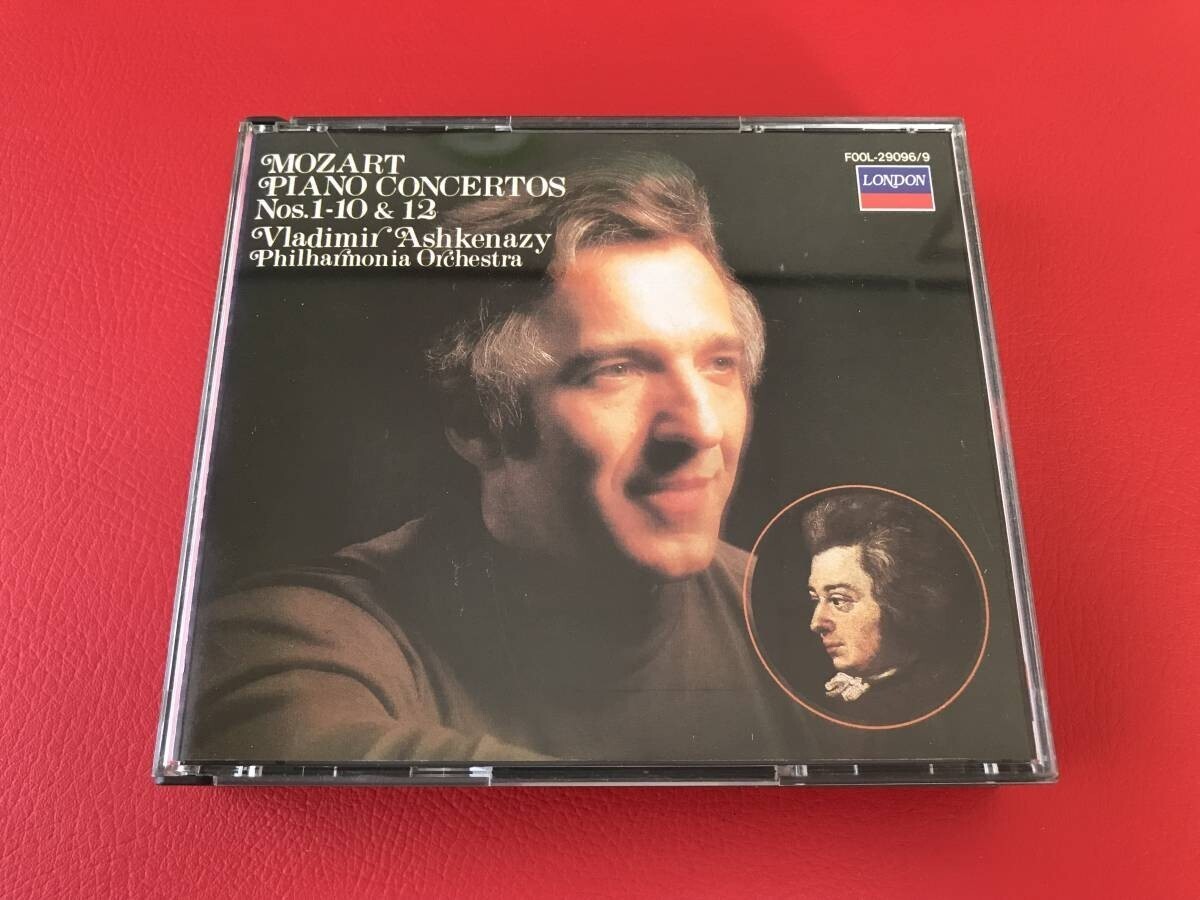 MOZART
PIANO CONCERTOS
Nos.1-10 & 12
Vladimir Ashkenazy
Philharmonia Orchestra
F00L-29096/9
LONDON